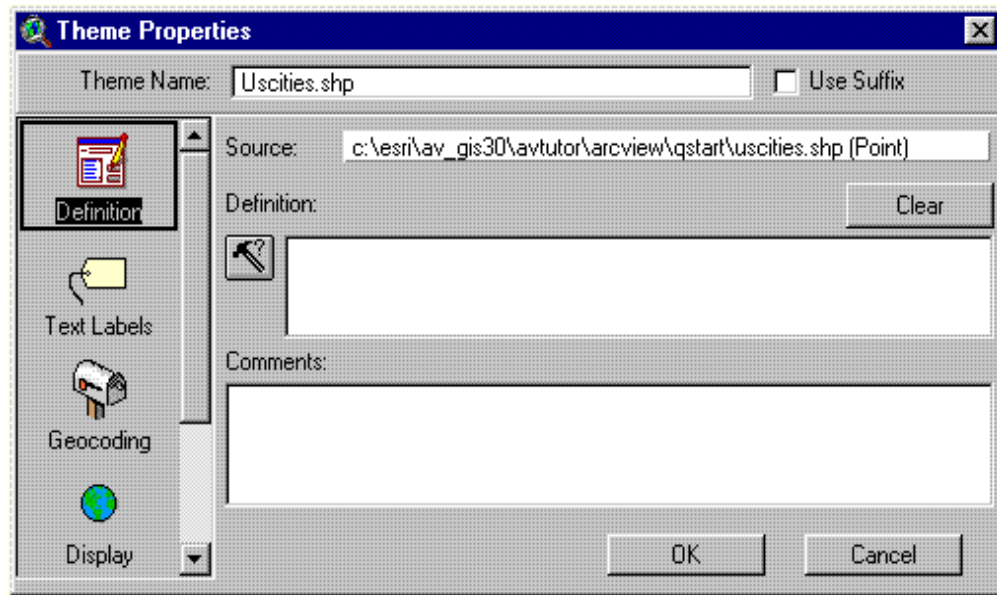 Theme Properties
Theme Name: Uscities.shp Use Suffix
Definition
Text Labels
Geocoding
Display
Source: c:\esri\av_gis30\avtutor\arcview\qstart\uscities.shp (Point)
Definition: Clear
?
Comments:
OK Cancel